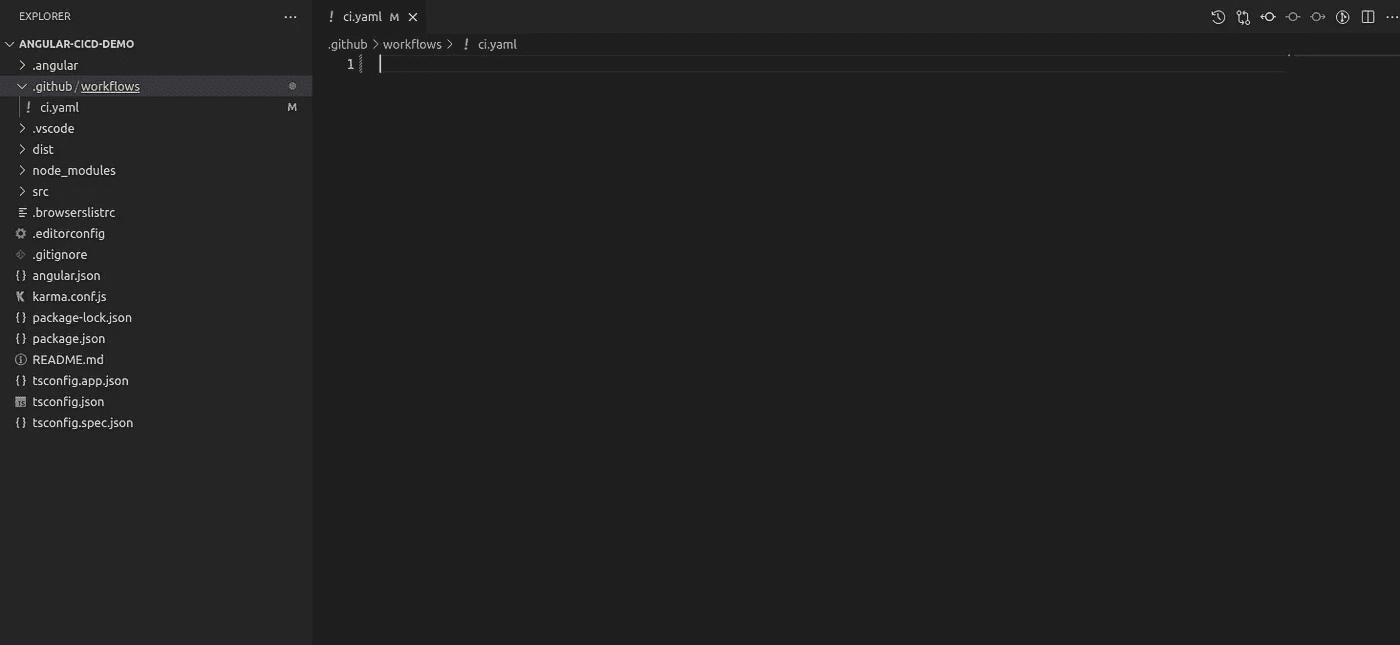 EXPLORER
ANGULAR-CICD-DEMO
.angular
.github / workflows
! ci.yaml M
.vscode
dist
node_modules
src
.browserslistrc
.editorconfig
.gitignore
{} angular.json
karma.conf.js
{} package-lock.json
{} package.json
README.md
{} tsconfig.app.json
TS tsconfig.json
{} tsconfig.spec.json
! ci.yaml M
.github > workflows > ! ci.yaml
1